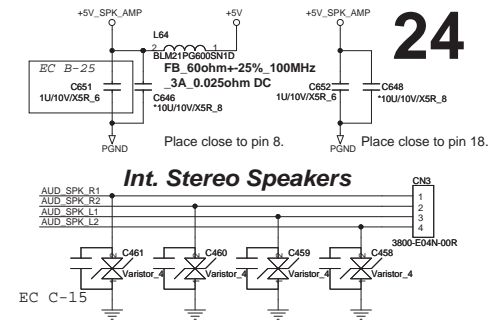 +5V_SPK_AMP
+5V
+5V_SPK_AMP
24
L64
2
1
BLM21PG600SN1D
FB_60ohm+-25%_100MHz
_3A_0.025ohm DC
EC B-25
C651
1U/10V/X5R_6
C646
*10U/10V/X5R_8
C652
1U/10V/X5R_6
C648
*10U/10V/X5R_8
PGND
Place close to pin 8.
PGND
Place close to pin 18.
Int. Stereo Speakers
CN3
AUD_SPK_R1
AUD_SPK_R2
AUD_SPK_L1
AUD_SPK_L2
1
2
3
4
3800-E04N-00R
C461
Varistor_4
C460
Varistor_4
C459
Varistor_4
C458
Varistor_4
EC C-15